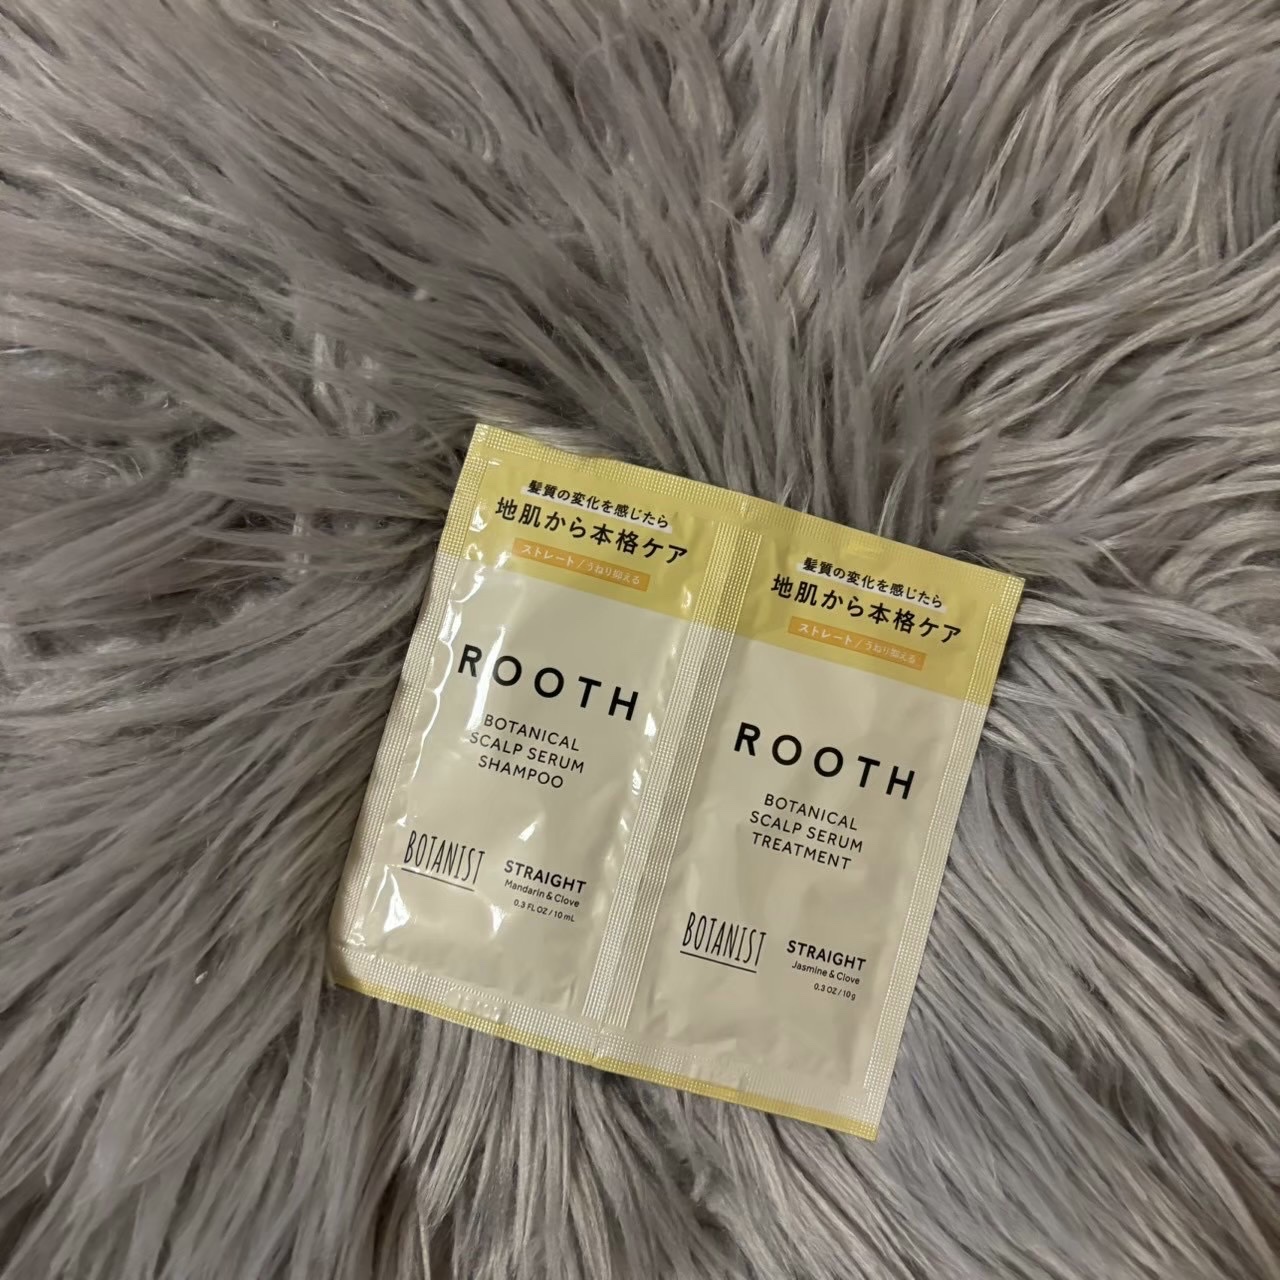 髪質の変化を感じたら
地肌から本格ケア
ストレート/うねり抑える
ROOTH
BOTANICAL
SCALP SERUM
SHAMPOO
BOTANIST
STRAIGHT
Mandarin & Clove
0.3 FL OZ / 10 mL
髪質の変化を感じたら
地肌から本格ケア
ストレート/うねり抑える
ROOTH
BOTANICAL
SCALP SERUM
TREATMENT
BOTANIST
STRAIGHT
Jasmine & Clove
0.3 OZ / 10g